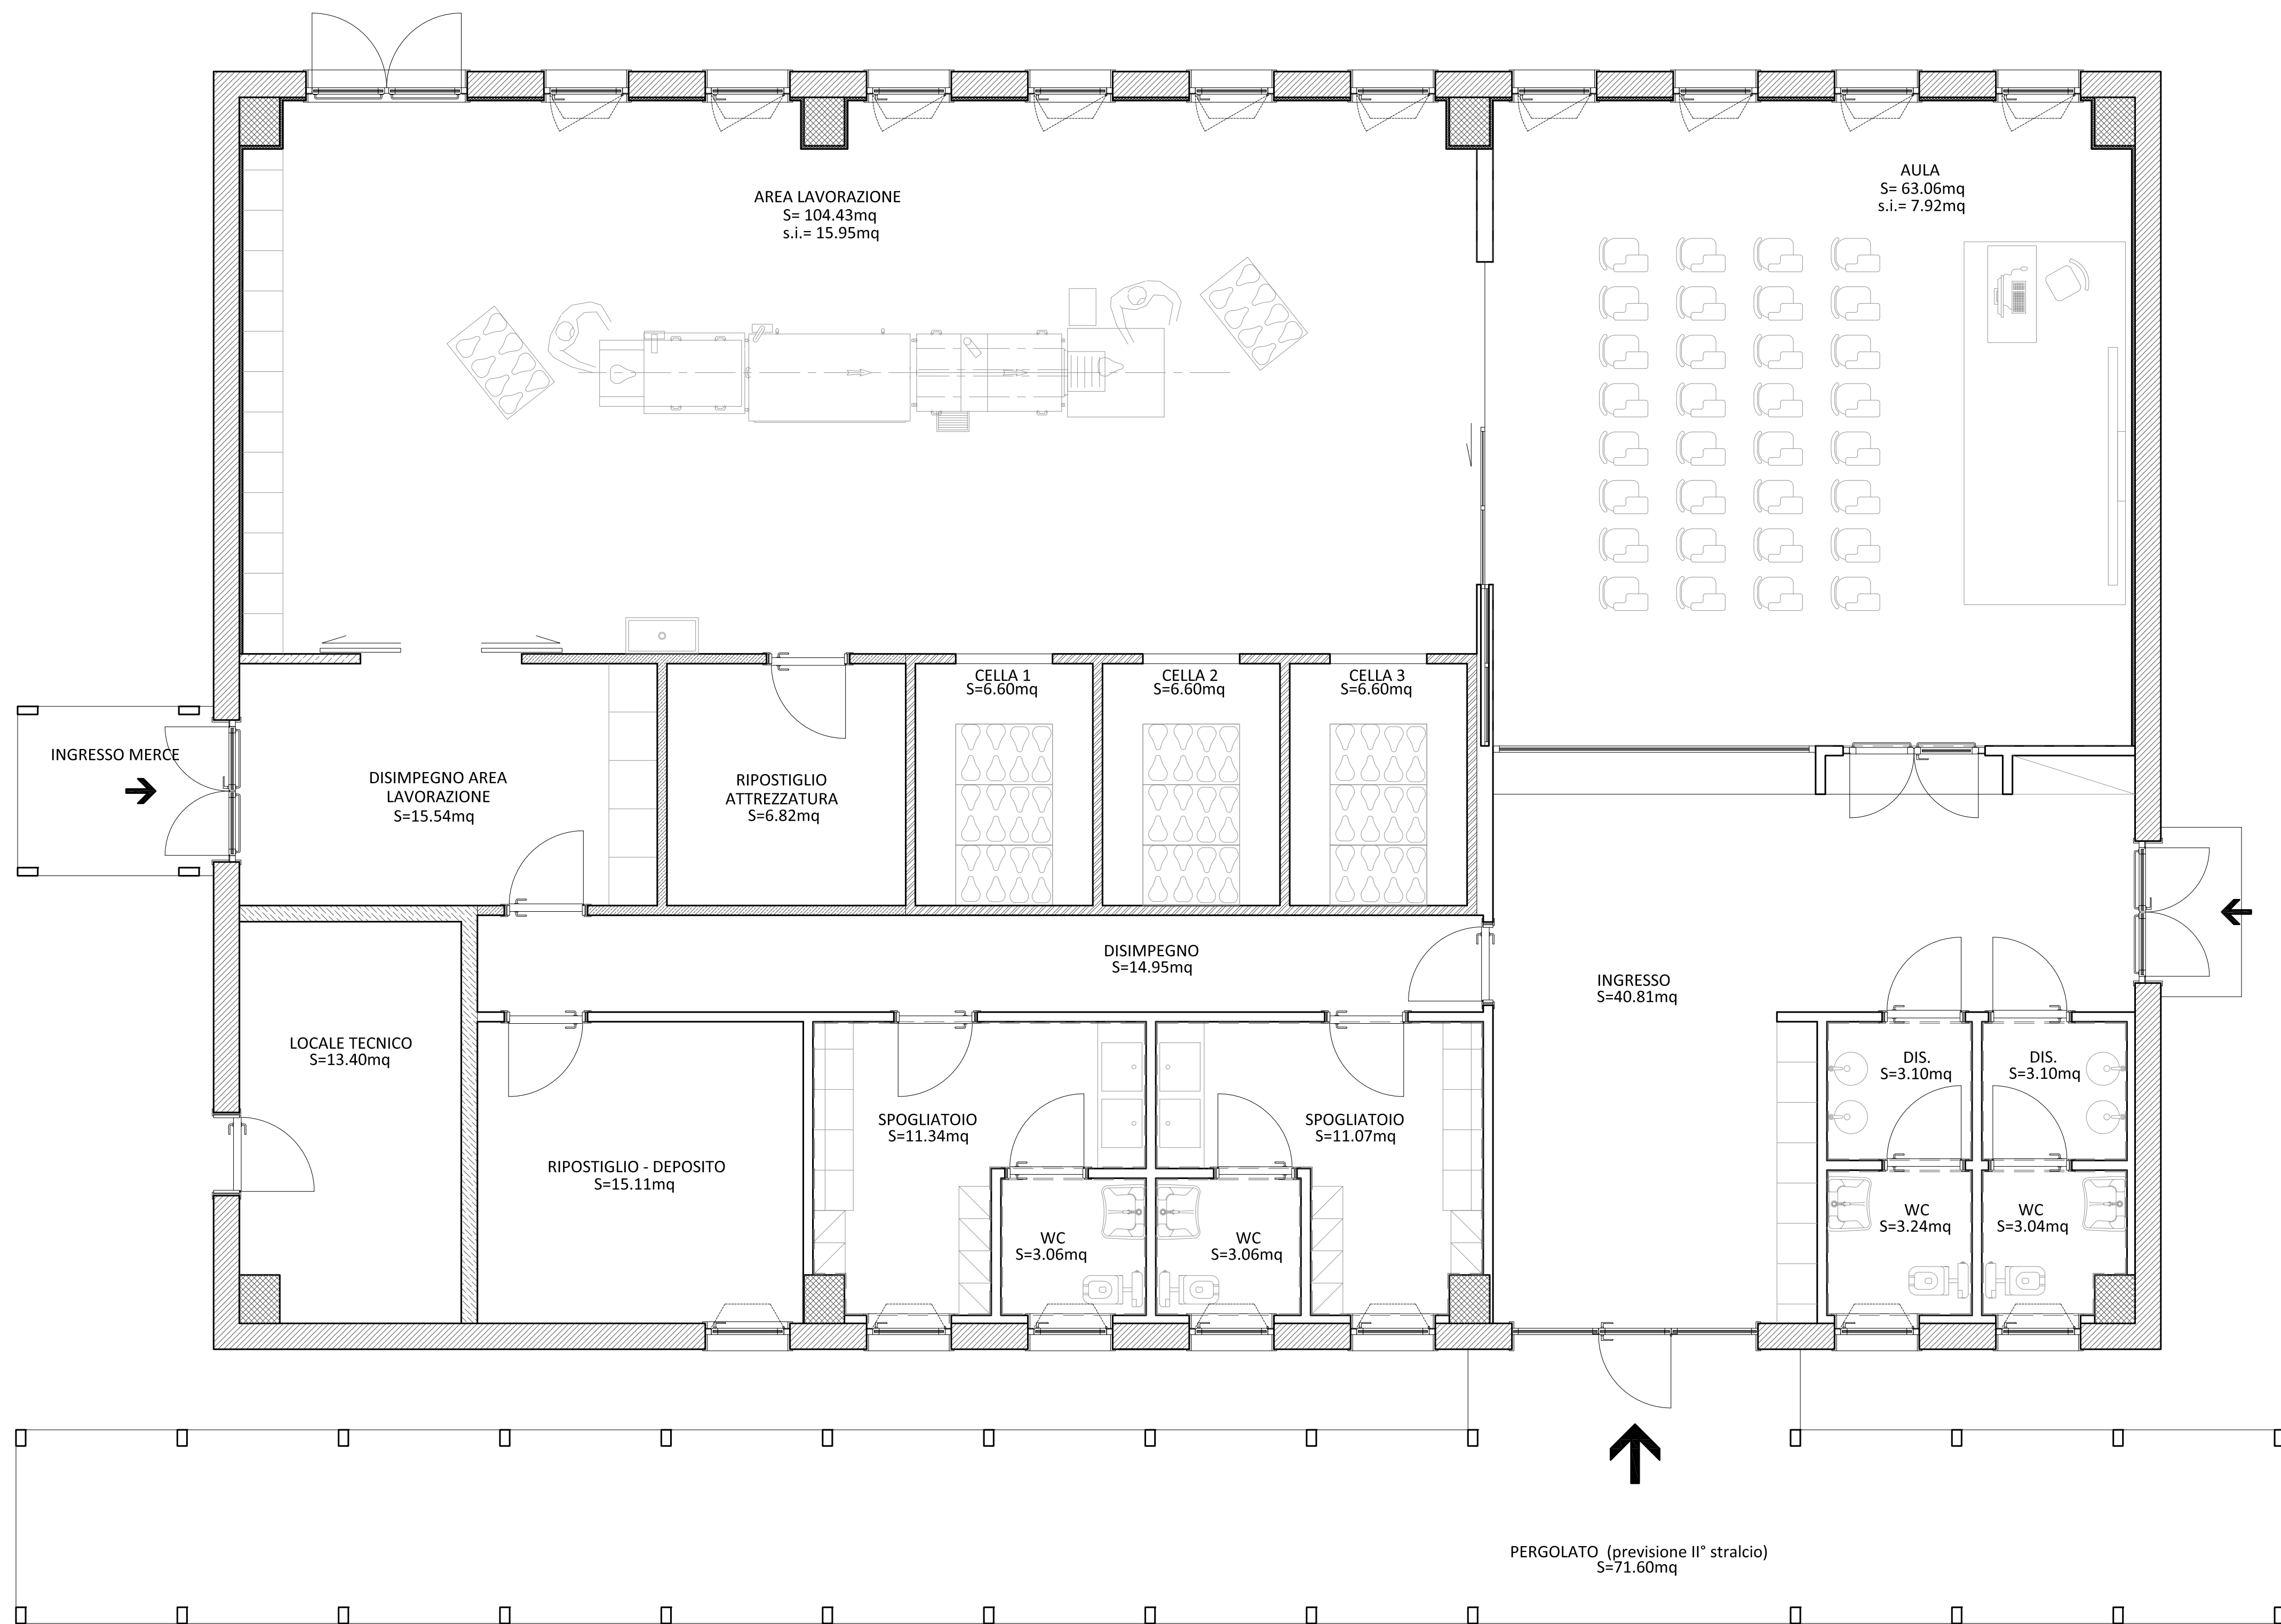 AREA LAVORAZIONE
S= 104.43mq
s.i.= 15.95mq
AULA
S= 63.06mq
s.i.= 7.92mq
CELLA 1
S=6.60mq
CELLA 2
S=6.60mq
CELLA 3
S=6.60mq
INGRESSO MERCE
DISIMPEGNO AREA
LAVORAZIONE
S=15.54mq
RIPOSTIGLIO
ATTREZZATURA
S=6.82mq
DISIMPEGNO
S=14.95mq
INGRESSO
S=40.81mq
LOCALE TECNICO
S=13.40mq
DIS.
S=3.10mq
DIS.
S=3.10mq
SPOGLIATOIO
S=11.34mq
SPOGLIATOIO
S=11.07mq
RIPOSTIGLIO - DEPOSITO
S=15.11mq
WC
S=3.06mq
WC
S=3.06mq
WC
S=3.24mq
WC
S=3.04mq
PERGOLATO (previsione II° stralcio)
S=71.60mq